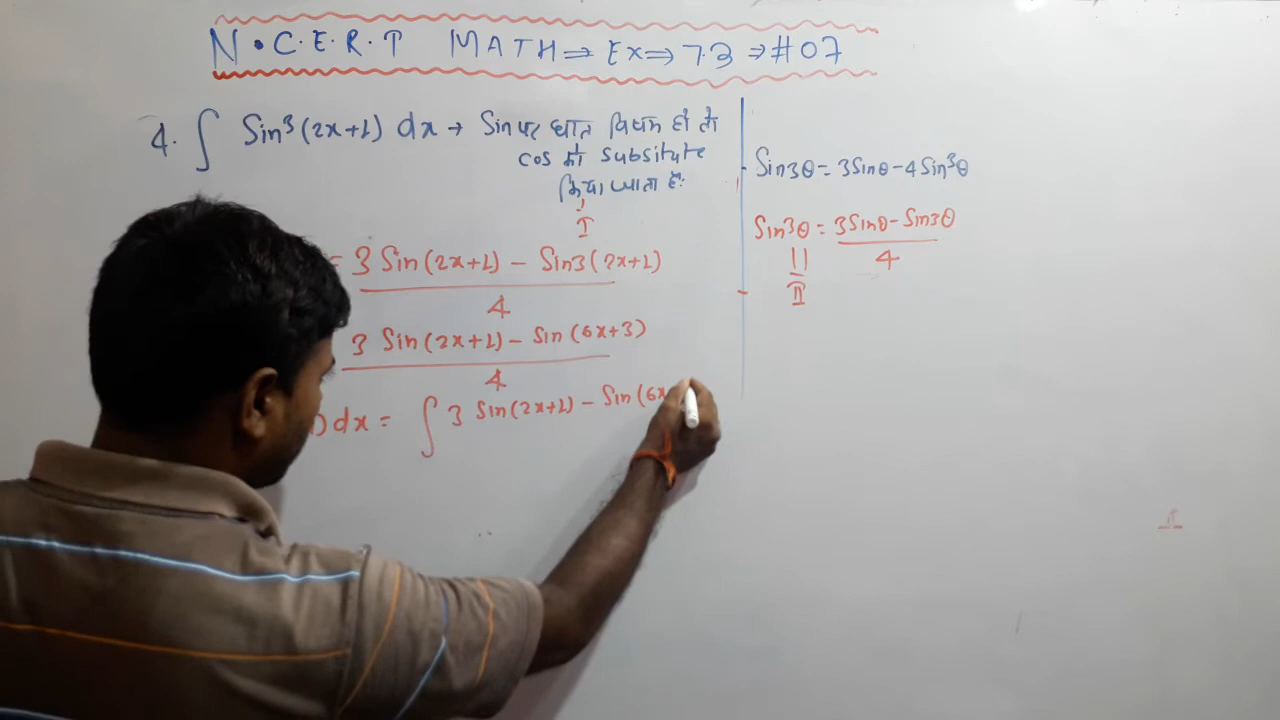 N.C.E.R.T MATH ⇒ Ex ⇒ 7.3 → #07
4. ∫ Sin³(2x+1) dx → Sin पर घात विषम हो तो
cos का Subsitute
किया जाता है:
I
= 3 Sin(2x+1) - Sin3(2x+1)
4
3 Sin(2x+1) - Sin(6x+3)
4
) dx = ∫ 3 Sin(2x+1) - Sin(6x
Sin3θ = 3Sinθ - 4Sin³θ
Sin³θ = 3Sinθ - Sin3θ
4
II